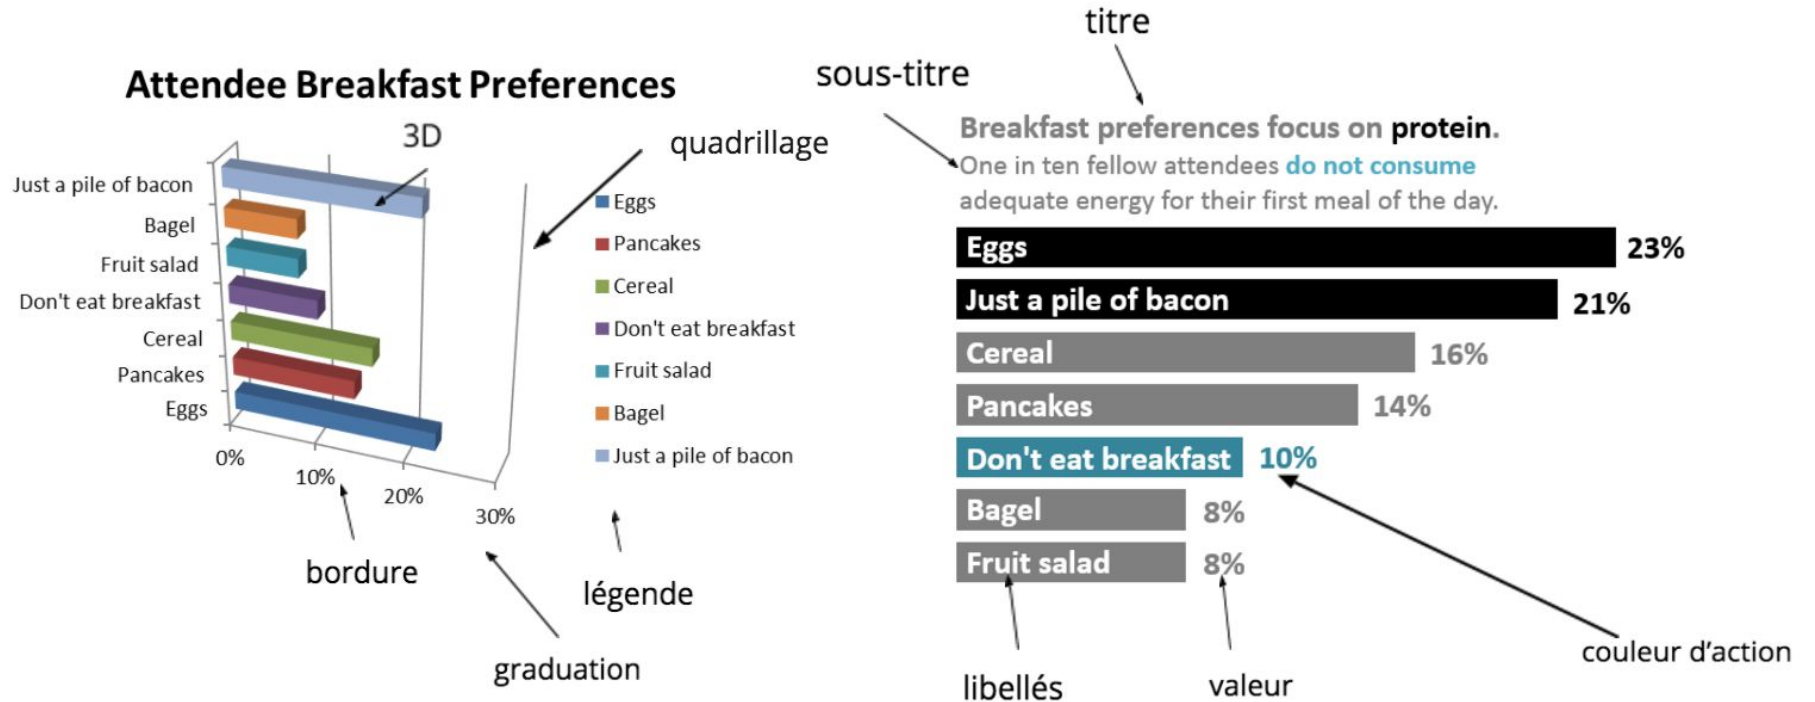 titre
sous-titre
Attendee Breakfast Preferences
3D
quadrillage
Just a pile of bacon
Bagel
Fruit salad
Don't eat breakfast
Cereal
Pancakes
Eggs
0%
10%
20%
30%
Eggs
Pancakes
Cereal
Don't eat breakfast
Fruit salad
Bagel
Just a pile of bacon
bordure
légende
graduation
Breakfast preferences focus on protein.
One in ten fellow attendees do not consume
adequate energy for their first meal of the day.
Eggs 23%
Just a pile of bacon 21%
Cereal 16%
Pancakes 14%
Don't eat breakfast 10%
Bagel 8%
Fruit salad 8%
couleur d'action
libellés
valeur